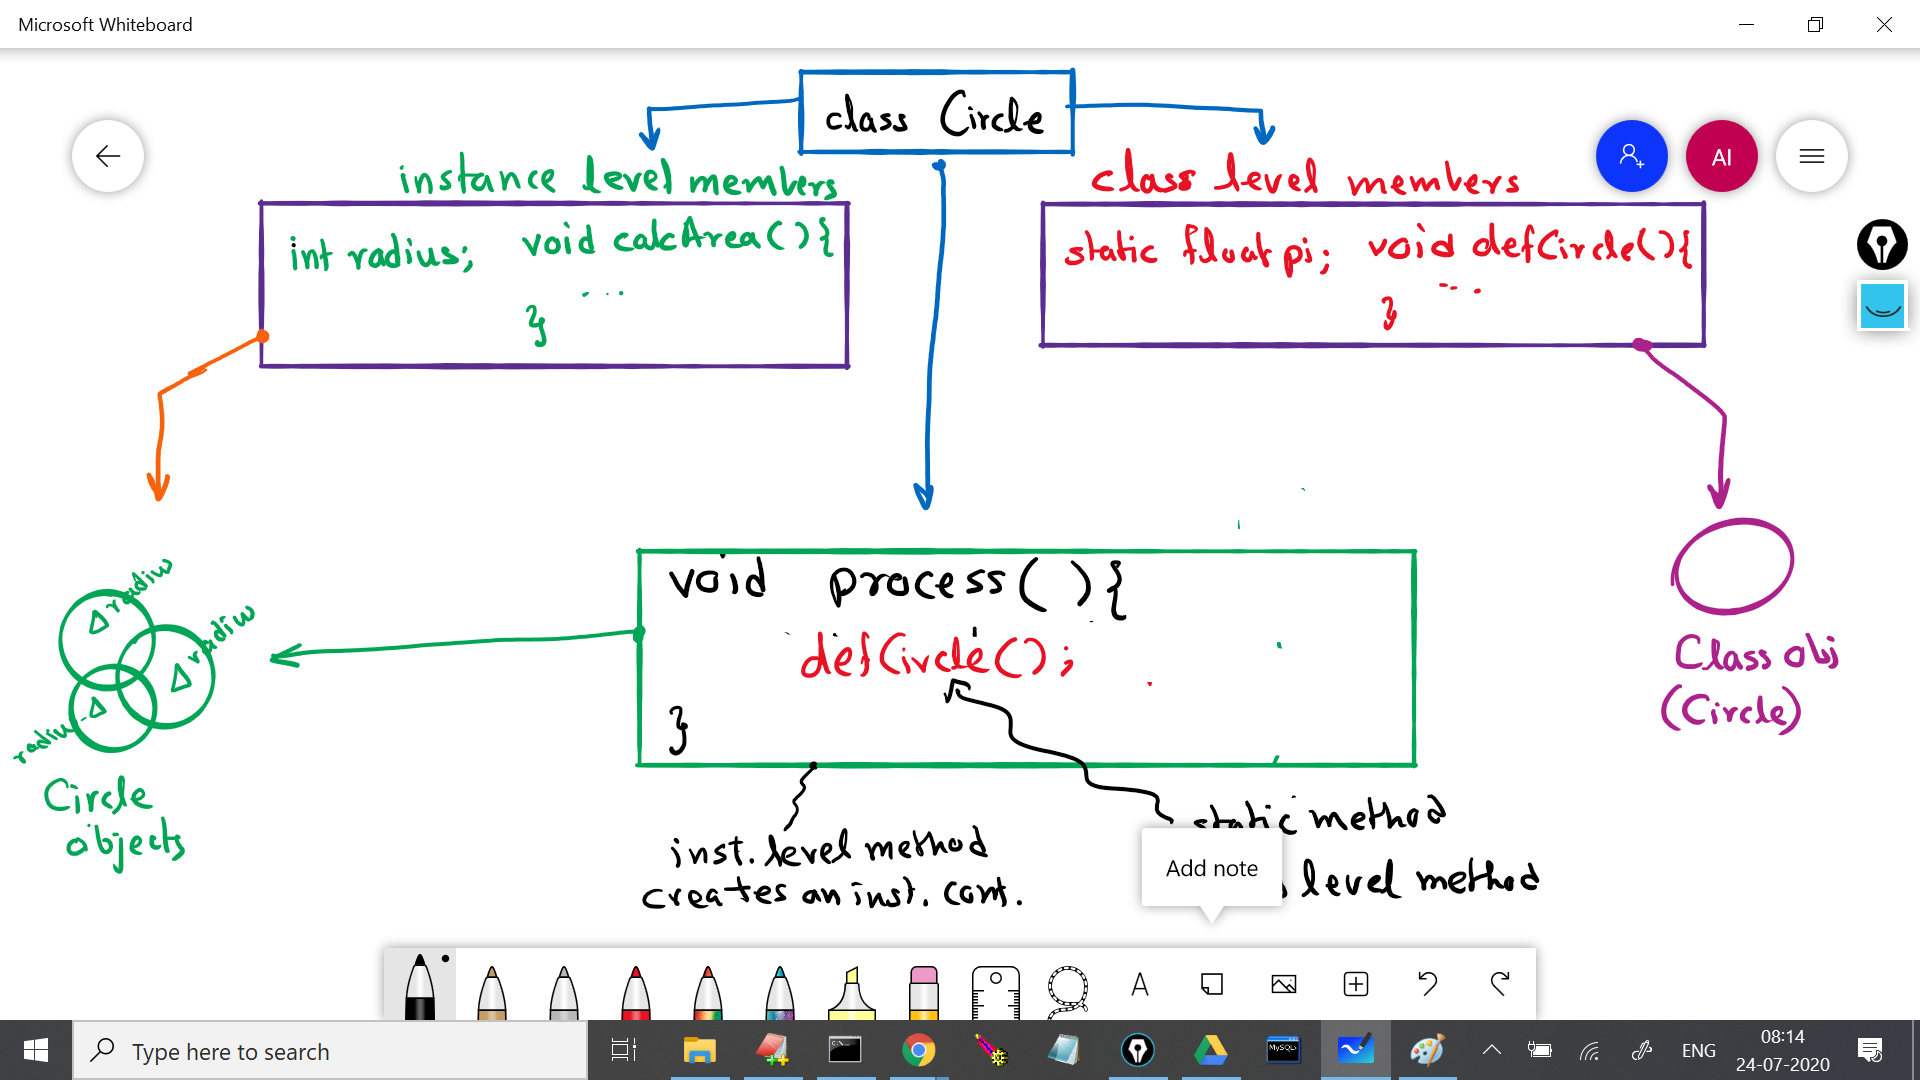 Microsoft Whiteboard
class Circle
AI
instance level members
class level members
int radius;
void calcArea(){
...
}
static float pi;
void defCircle(){
...
}
void process(){
defCircle();
}
radius
radius
radius
Circle
objects
Class obj
(Circle)
inst. level method
creates an inst. cont.
static method
level method
Add note
A
Type here to search
C:\
MySQL
ENG
08:14
24-07-2020